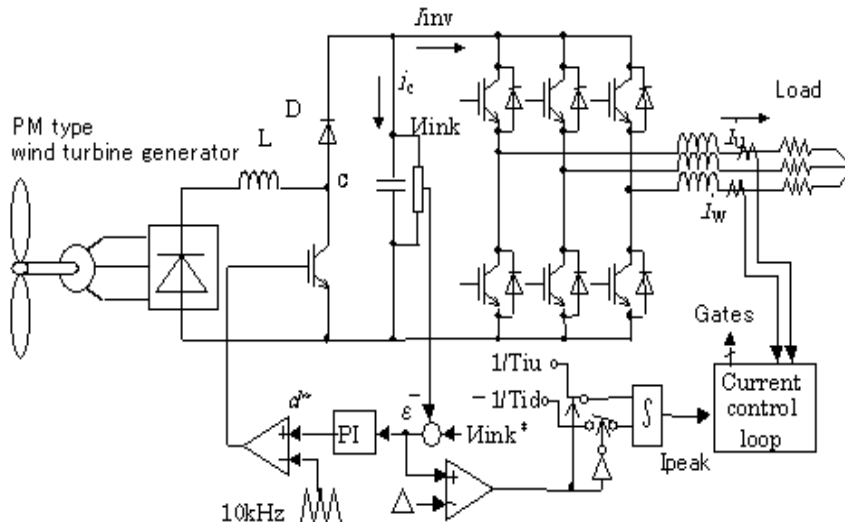 Iinv
PM type
wind turbine generator
L
D
ic
Vlink
C
Load
Iu
Iw
Gates
Current
control
loop
1/Tiu
-1/Tid
∫
Ipeak
d*
PI
ε
-
Vlink*
+
-
+
-
Δ
10kHz